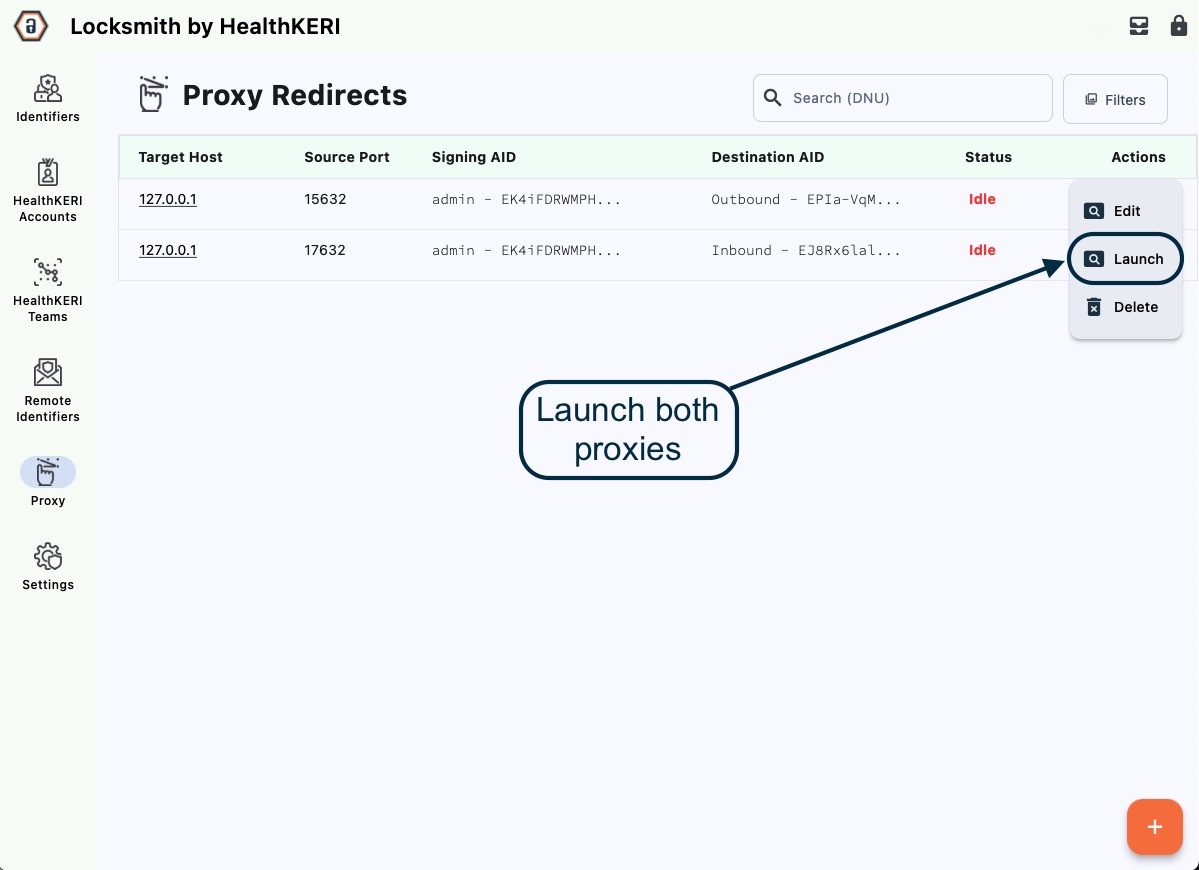 Locksmith by HealthKERI
Identifiers
HealthKERI
Accounts
HealthKERI
Teams
Remote
Identifiers
Proxy
Settings
Proxy Redirects
Search (DNU)
Filters
Target Host Source Port Signing AID Destination AID Status Actions
127.0.0.1 15632 admin - EK4iFDRWMPH... Outbound - EPIa-VqM... Idle
127.0.0.1 17632 admin - EK4iFDRWMPH... Inbound - EJ8Rx6lal... Idle
Edit
Launch
Delete
Launch both
proxies
+